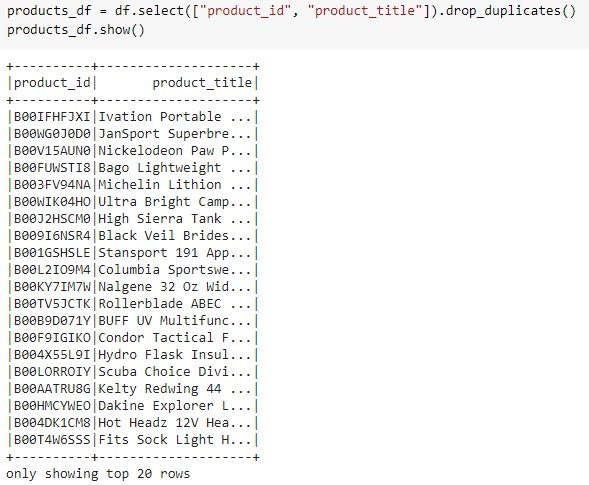 products_df = df.select(["product_id", "product_title"]).drop_duplicates()
products_df.show()
+----------+--------------------+
|product_id|       product_title|
+----------+--------------------+
|B00IFHFJXI|Ivation Portable ...|
|B00WG0J0D0|JanSport Superbre...|
|B00V15AUN0|Nickelodeon Paw P...|
|B00FUWSTI8|Bago Lightweight ...|
|B003FV94NA|Michelin Lithion ...|
|B00WIK04HO|Ultra Bright Camp...|
|B00J2HSCM0|High Sierra Tank ...|
|B009I6NSR4|Black Veil Brides...|
|B001GSHSLE|Stansport 191 App...|
|B00L2IO9M4|Columbia Sportswe...|
|B00KY7IM7W|Nalgene 32 Oz Wid...|
|B00TV5JCTK|Rollerblade ABEC ...|
|B00B9D071Y|BUFF UV Multifunc...|
|B00F9IGIKO|Condor Tactical F...|
|B004X55L9I|Hydro Flask Insul...|
|B00LORROIY|Scuba Choice Divi...|
|B00AATRU8G|Kelty Redwing 44 ...|
|B00HMCYWEO|Dakine Explorer L...|
|B004DK1CM8|Hot Headz 12V Hea...|
|B00T4W6SSS|Fits Sock Light H...|
+----------+--------------------+
only showing top 20 rows